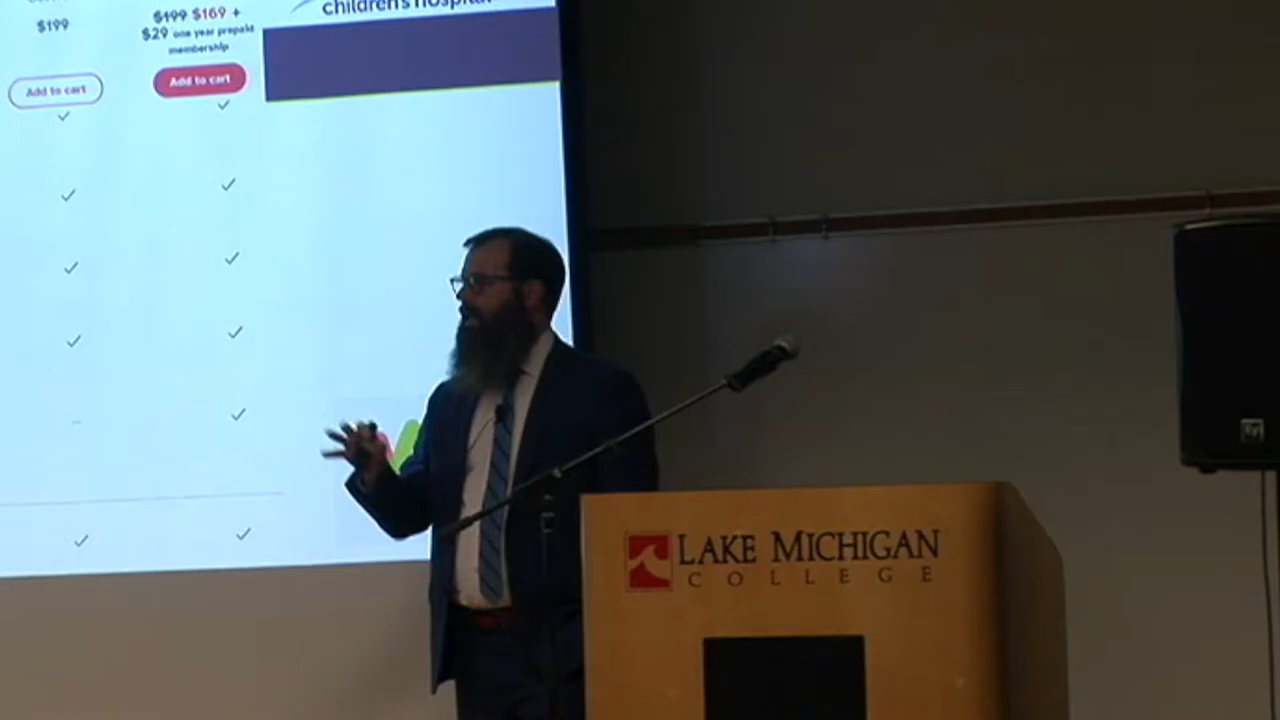 $199
Add to cart
$199 $169 +
$29 one year prepaid
membership
Add to cart
children's hospital
LAKE MICHIGAN
COLLEGE
EV